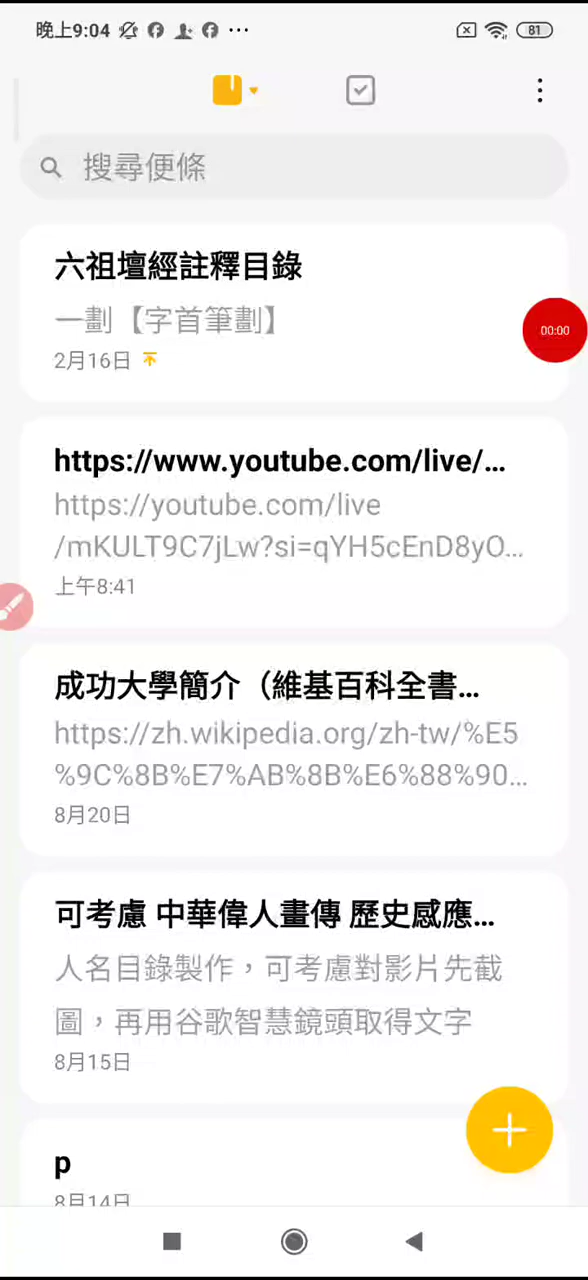 晚上9:04
81
搜尋便條
六祖壇經註釋目錄
一劃【字首筆劃】
2月16日
00:00
https://www.youtube.com/live/...
https://youtube.com/live
/mKULT9C7jLw?si=qYH5cEnD8yO...
上午8:41
成功大學簡介（維基百科全書...
https://zh.wikipedia.org/zh-tw/%E5
%9C%8B%E7%AB%8B%E6%88%90...
8月20日
可考慮 中華偉人畫傳 歷史感應...
人名目錄製作，可考慮對影片先截
圖，再用谷歌智慧鏡頭取得文字
8月15日
p
8月14日